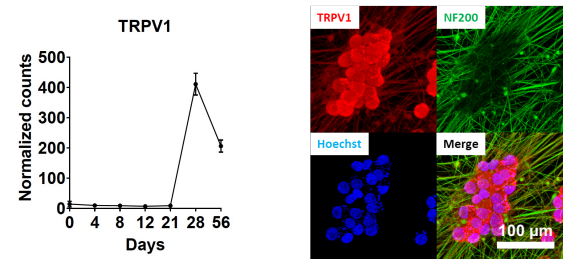 TRPV1
Normalized counts
500
400
300
200
100
0
0 4 8 12 21 28 56
Days
TRPV1
NF200
Hoechst
Merge
100 μm